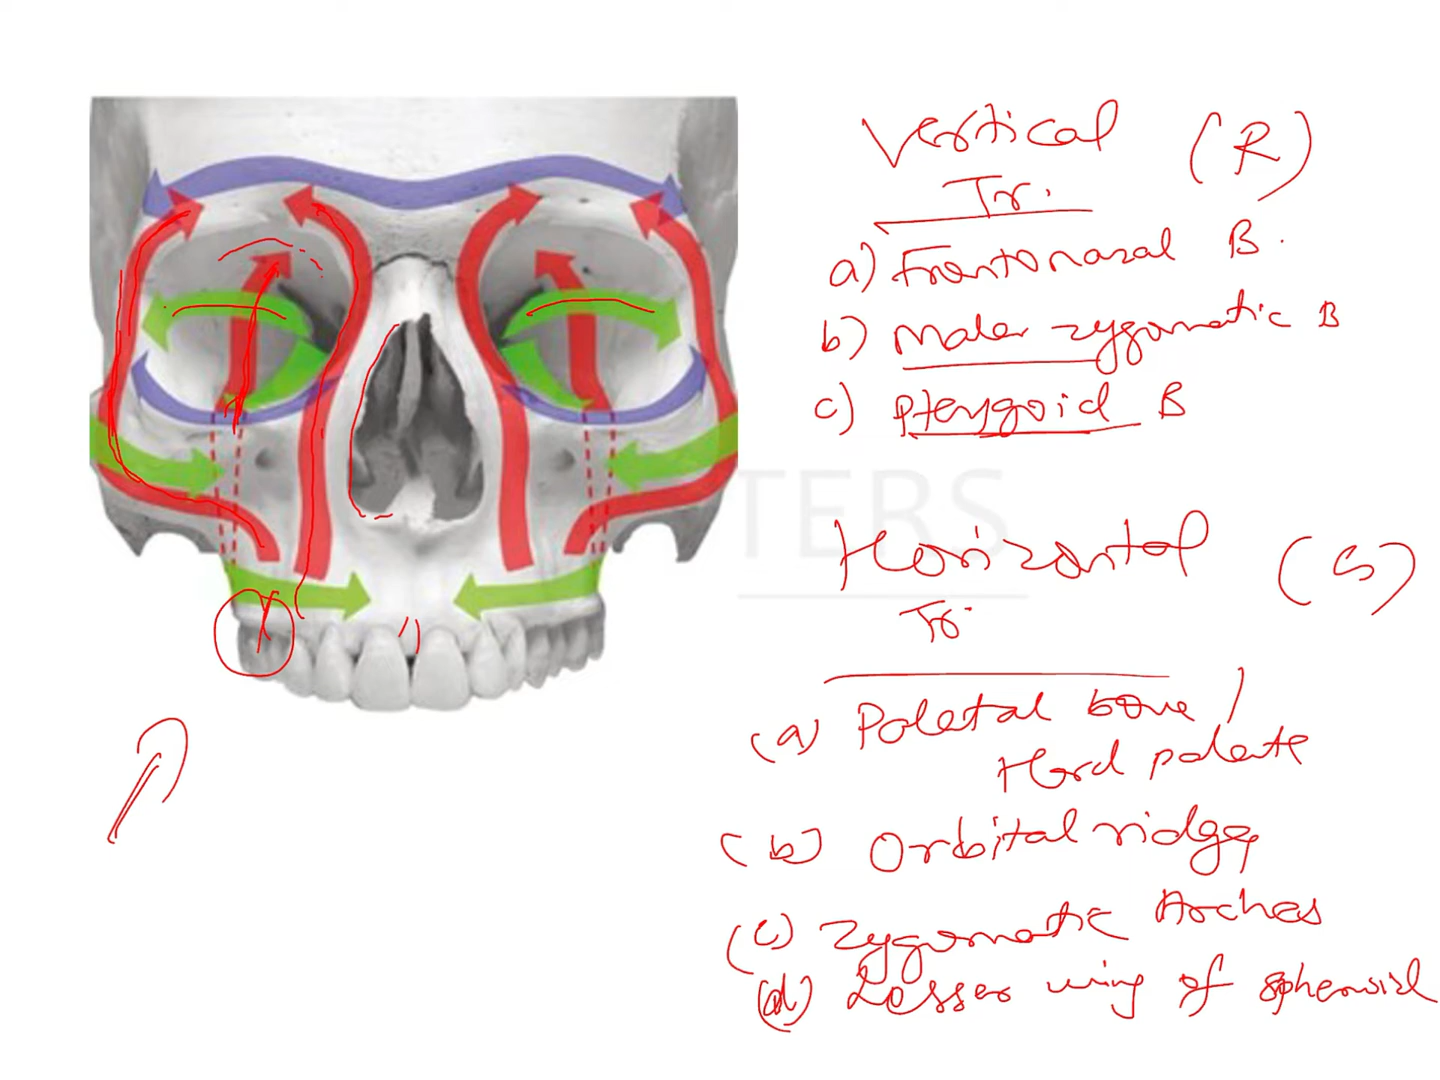 Vertical (R)
Tr.
a) Frontonasal B.
b) Malar zygomatic B
c) Pterygoid B
TERS
Horizontal (S)
Tr.
(a) Palatal bone /
Hard palate
(b) Orbital ridge,
(c) Zygomatic Arches
(d) Lesser wing of sphenoid